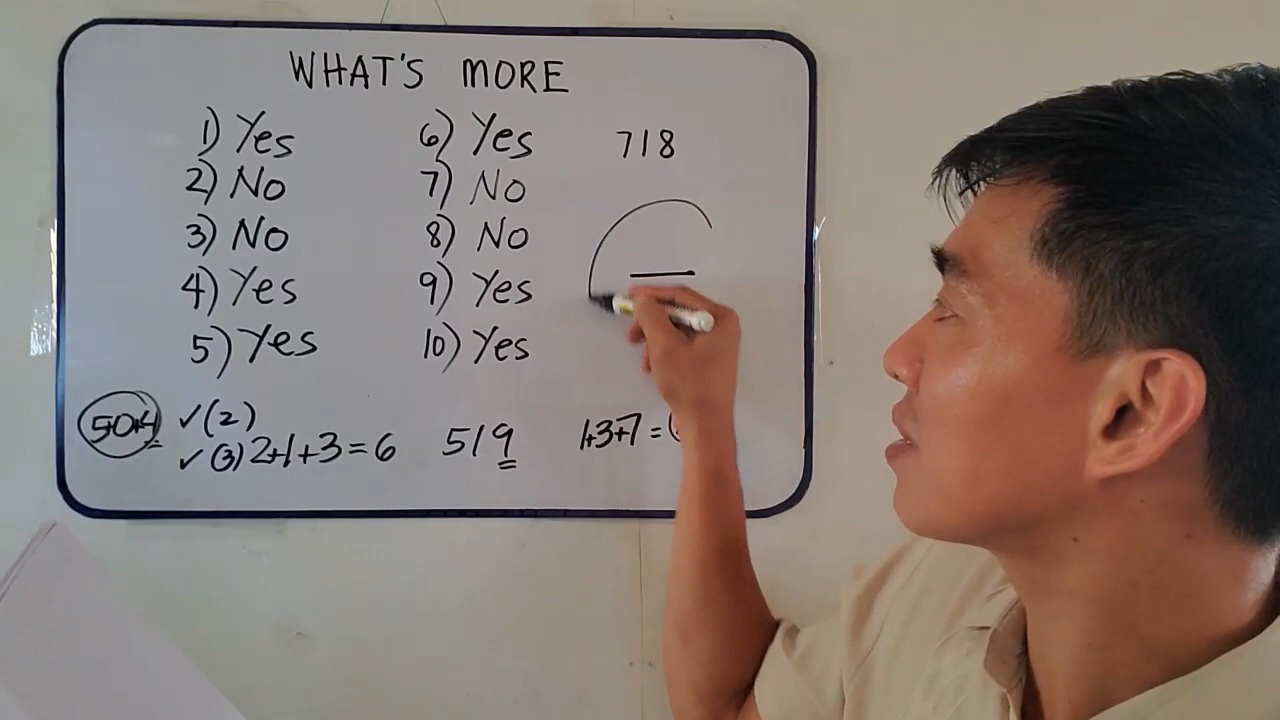 WHAT'S MORE
1) Yes
2) No
3) No
4) Yes
5) Yes
6) Yes
7) No
8) No
9) Yes
10) Yes
718
✓(2)
✓(3) 2+1+3=6
519
1+3+7=